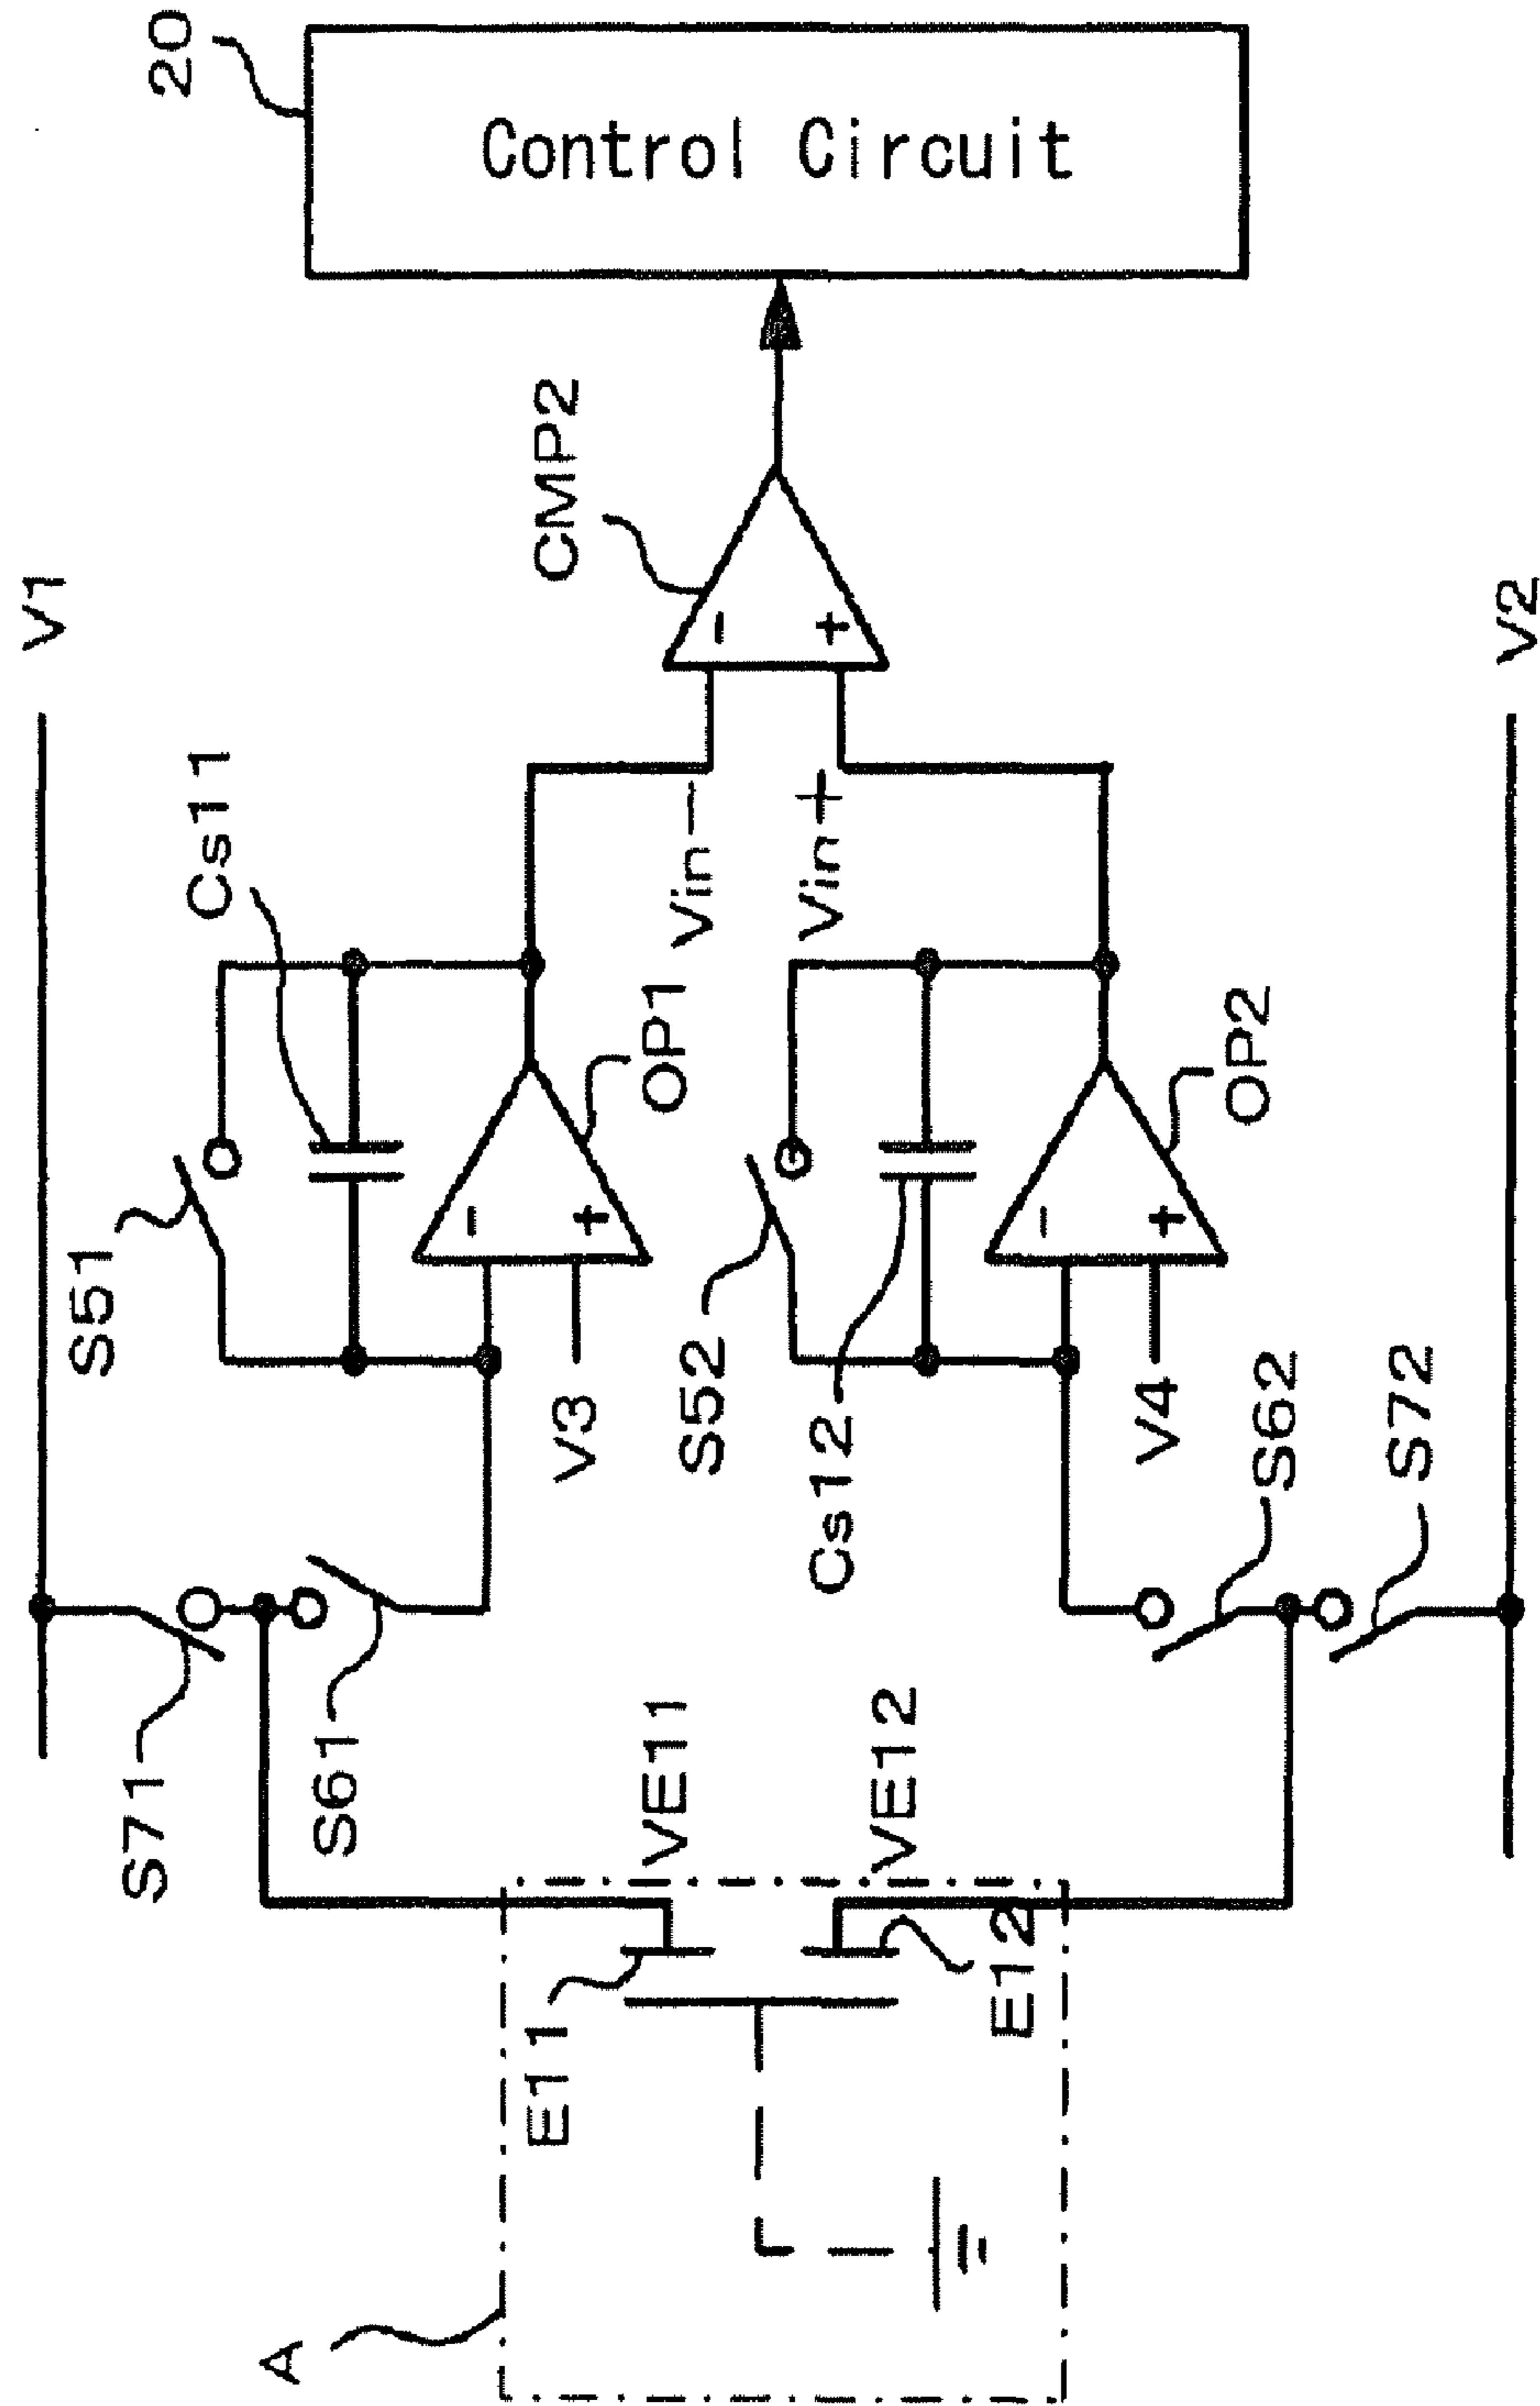 20
Control Circuit
CMP2
V1
V2
Cs11
Vin−
Vin+
−
+
OP1
OP2
S51
−
+
−
+
S52
V3
Cs12
V4
S62
S72
S71
S61
VE11
VE12
E11
E12
A